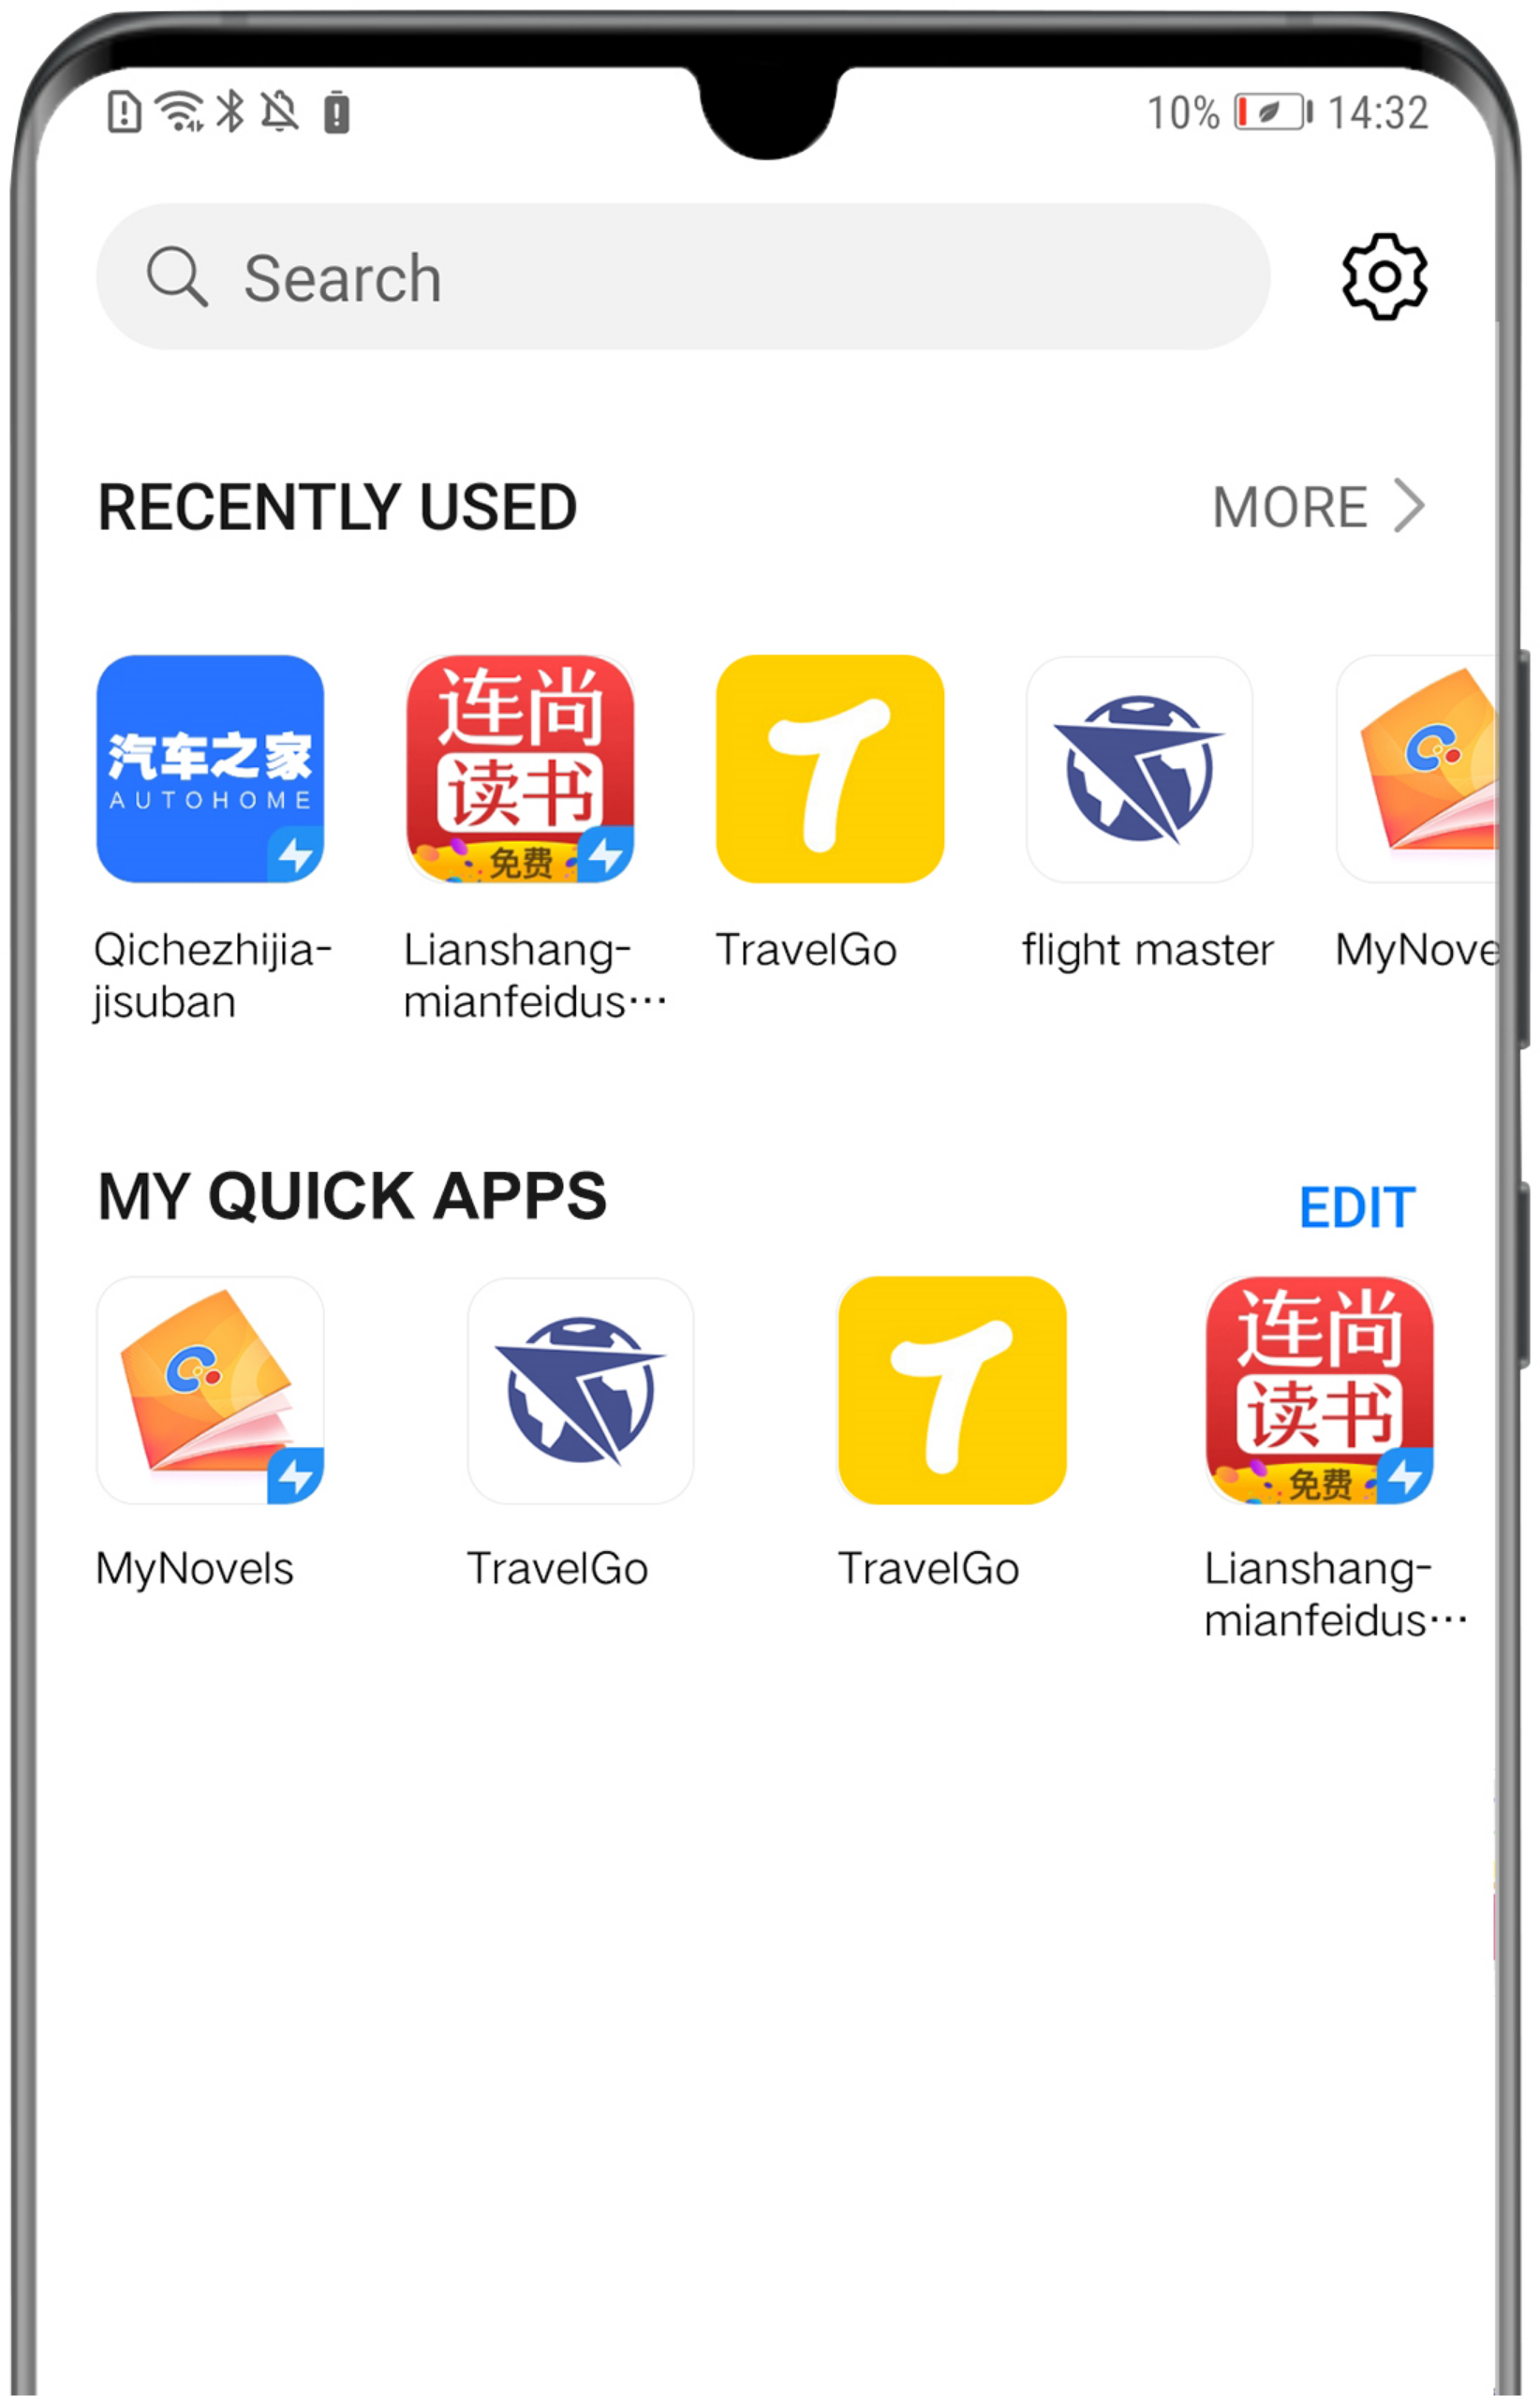 10% 14:32
Search
RECENTLY USED
MORE
汽车之家
AUTOHOME
连尚
读书
免费
Qichezhijia-
jisuban
Lianshang-
mianfeidus···
TravelGo
flight master
MyNove
MY QUICK APPS
EDIT
连尚
读书
免费
MyNovels
TravelGo
TravelGo
Lianshang-
mianfeidus···